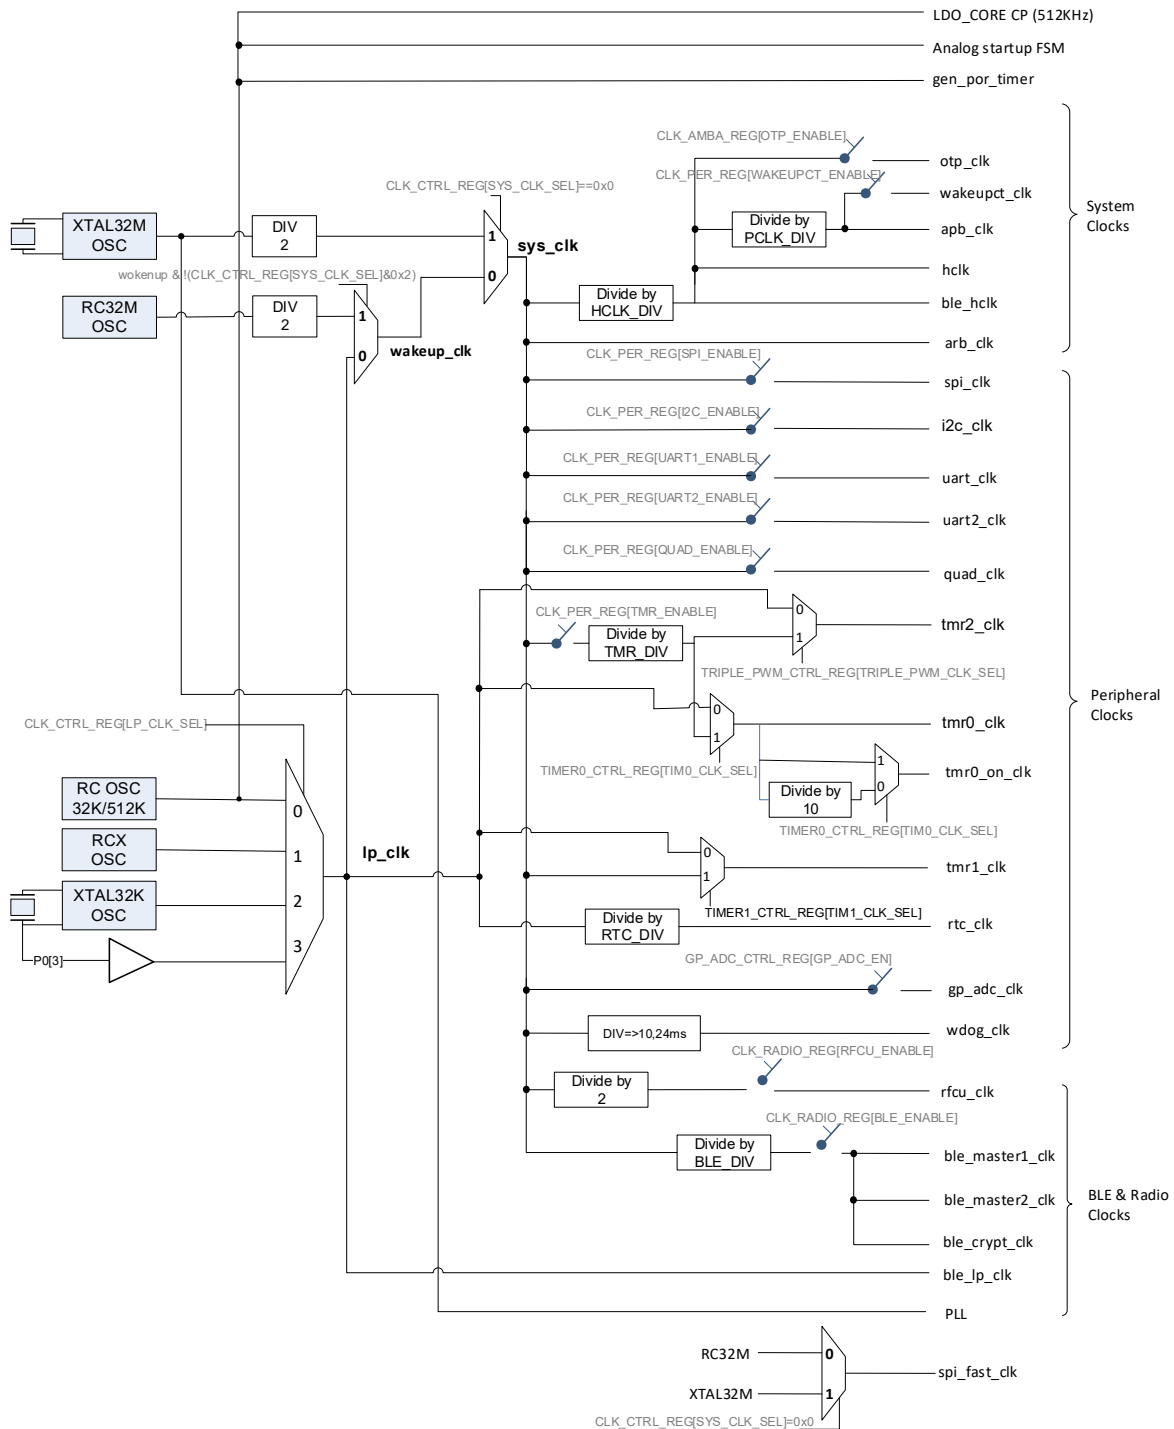 LDO_CORE CP (512KHz)
Analog startup FSM
gen_por_timer
CLK_AMBA_REG[OTP_ENABLE]
otp_clk
CLK_PER_REG[WAKEUPCT_ENABLE]
wakeupct_clk
CLK_CTRL_REG[SYS_CLK_SEL]==0x0
System
Clocks
XTAL32M
OSC
DIV
2
1
sys_clk
Divide by
PCLK_DIV
apb_clk
wokenup & !(CLK_CTRL_REG[SYS_CLK_SEL]&0x2)
0
hclk
RC32M
OSC
DIV
2
1
Divide by
HCLK_DIV
ble_hclk
0
wakeup_clk
arb_clk
CLK_PER_REG[SPI_ENABLE]
spi_clk
CLK_PER_REG[I2C_ENABLE]
i2c_clk
CLK_PER_REG[UART1_ENABLE]
uart_clk
CLK_PER_REG[UART2_ENABLE]
uart2_clk
CLK_PER_REG[QUAD_ENABLE]
quad_clk
CLK_PER_REG[TMR_ENABLE]
0
tmr2_clk
Divide by
TMR_DIV
1
TRIPLE_PWM_CTRL_REG[TRIPLE_PWM_CLK_SEL]
Peripheral
Clocks
CLK_CTRL_REG[LP_CLK_SEL]
0
tmr0_clk
1
TIMER0_CTRL_REG[TIM0_CLK_SEL]
1
tmr0_on_clk
0
Divide by
10
TIMER0_CTRL_REG[TIM0_CLK_SEL]
RC OSC
32K/512K
0
RCX
OSC
1
lp_clk
0
tmr1_clk
1
XTAL32K
OSC
2
TIMER1_CTRL_REG[TIM1_CLK_SEL]
Divide by
RTC_DIV
rtc_clk
3
P0[3]
GP_ADC_CTRL_REG[GP_ADC_EN]
gp_adc_clk
DIV=>10,24ms
wdog_clk
CLK_RADIO_REG[RFCU_ENABLE]
Divide by
2
rfcu_clk
CLK_RADIO_REG[BLE_ENABLE]
Divide by
BLE_DIV
ble_master1_clk
ble_master2_clk
BLE & Radio
Clocks
ble_crypt_clk
ble_lp_clk
PLL
RC32M
0
spi_fast_clk
XTAL32M
1
CLK_CTRL_REG[SYS_CLK_SEL]=0x0